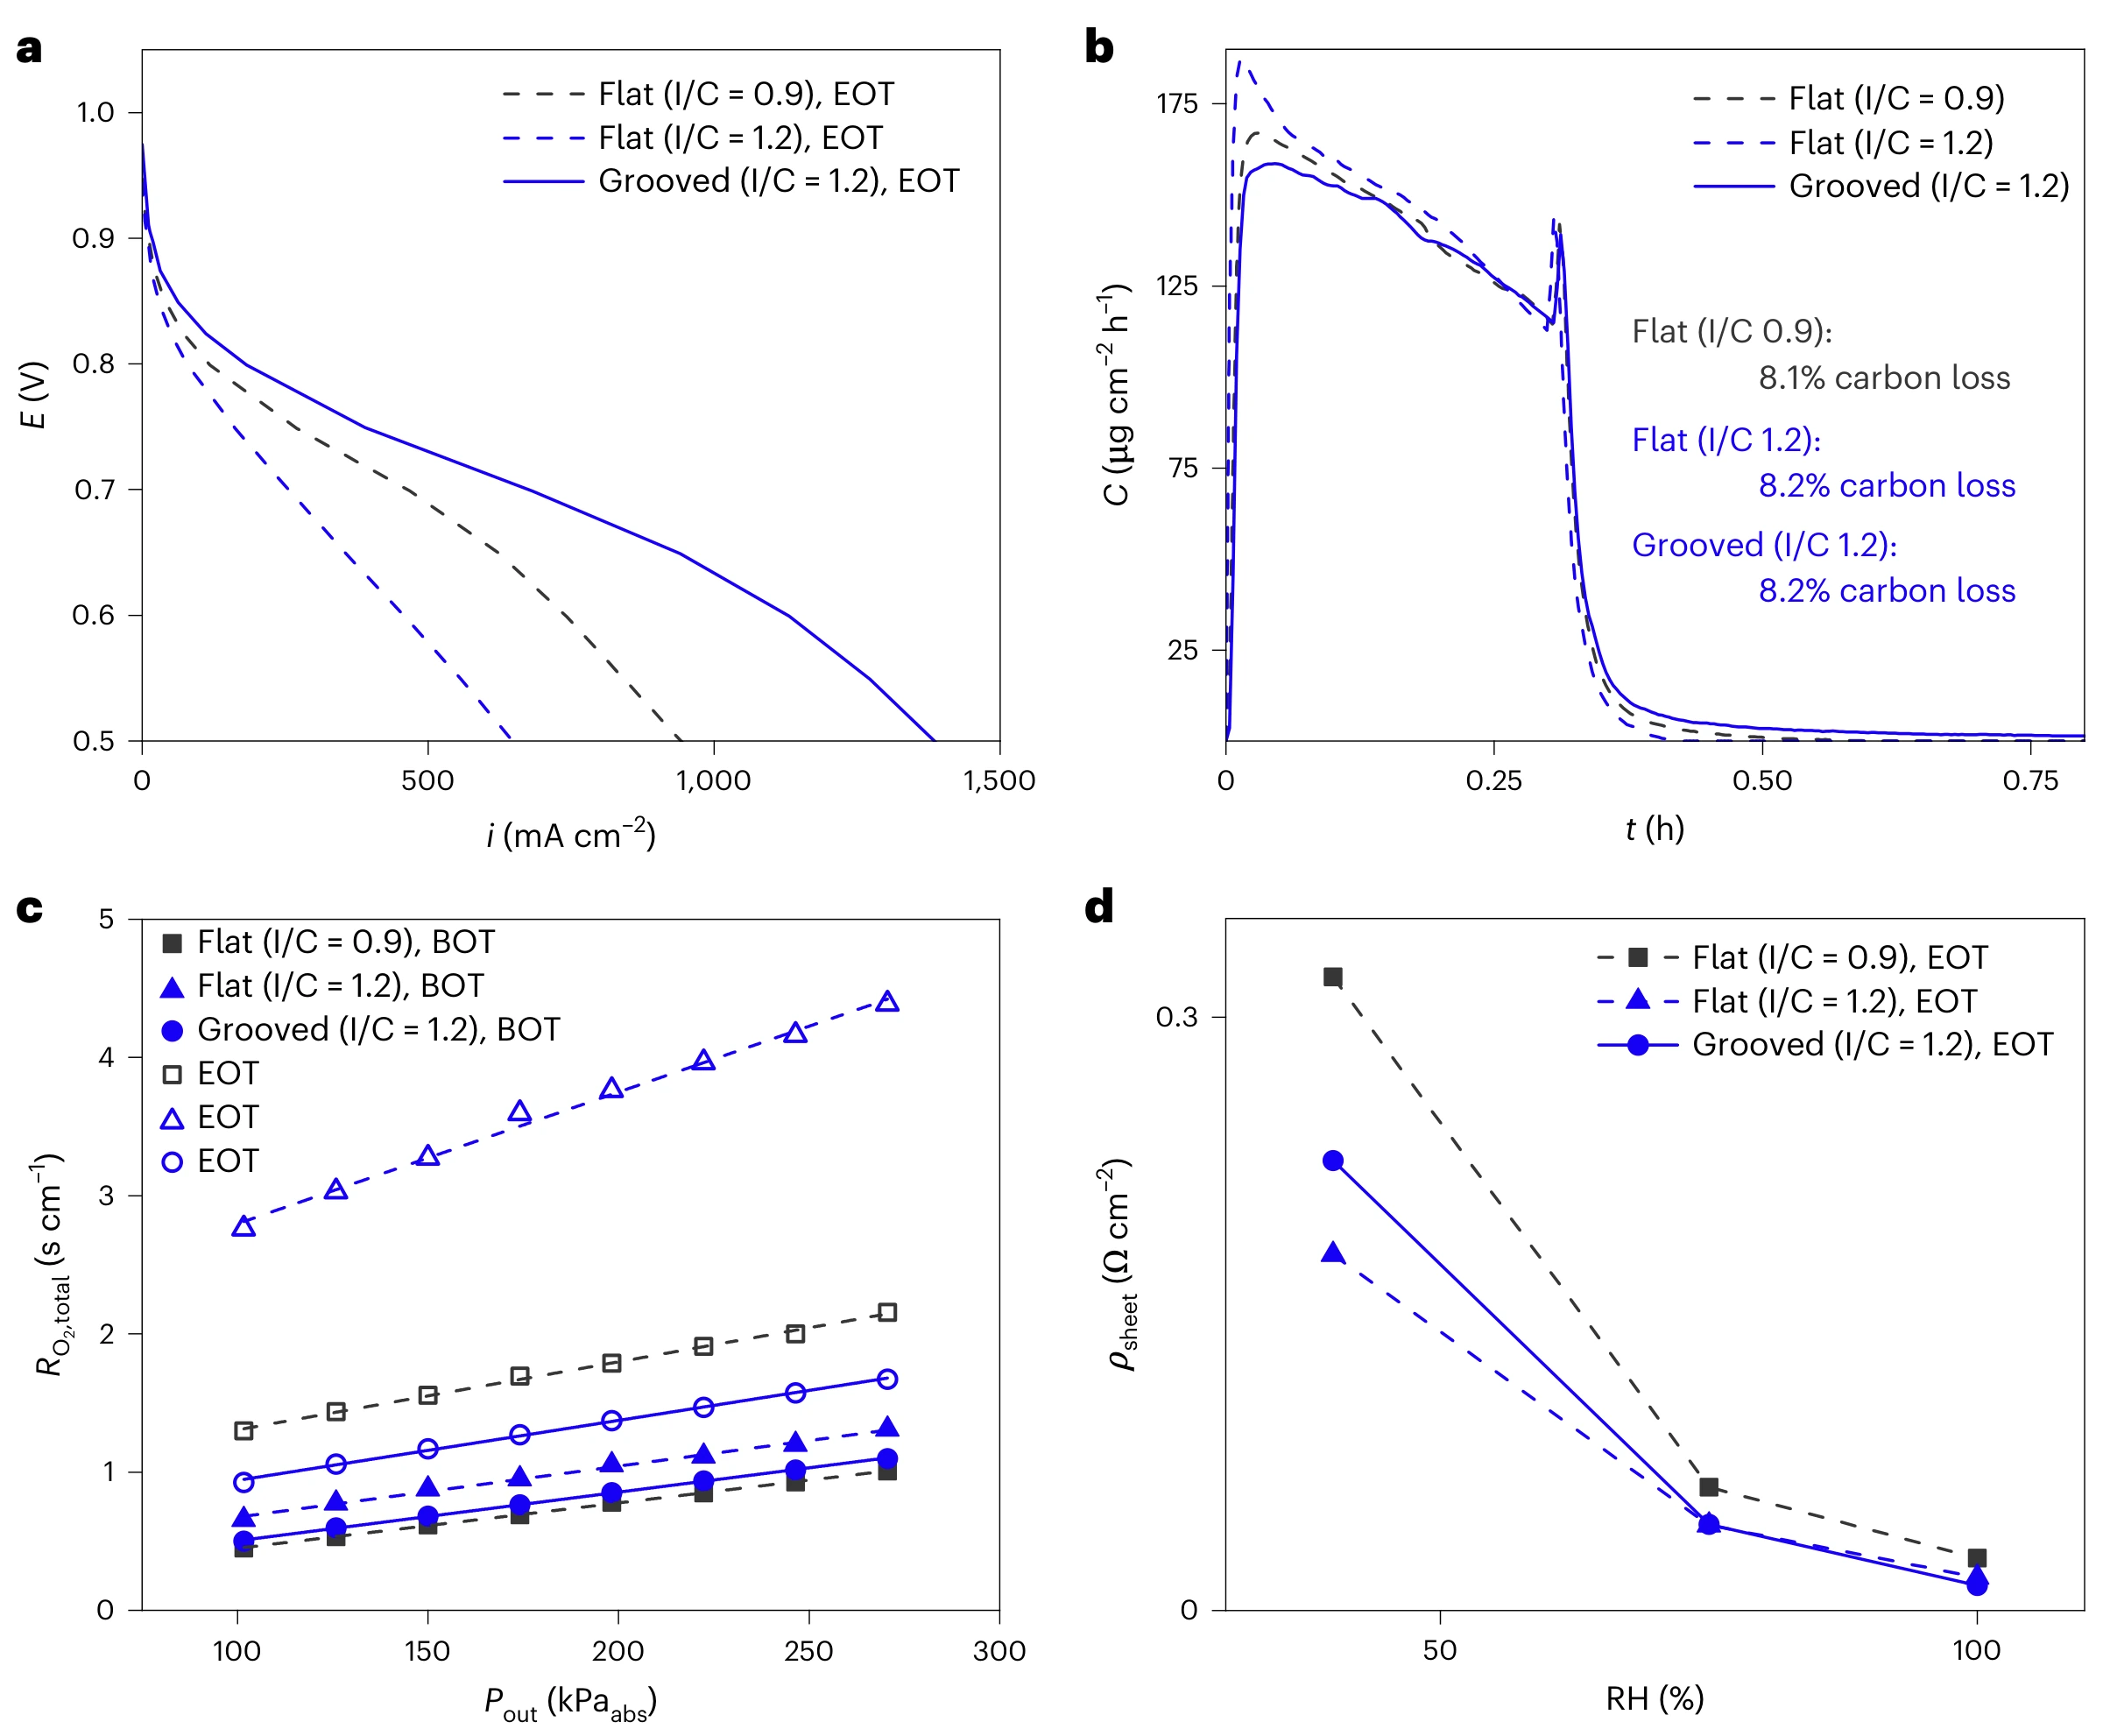 a
Flat (I/C = 0.9), EOT
Flat (I/C = 1.2), EOT
Grooved (I/C = 1.2), EOT
1.0
0.9
0.8
0.7
0.6
0.5
E (V)
0
500
1,000
1,500
i (mA cm⁻²)
b
Flat (I/C = 0.9)
Flat (I/C = 1.2)
Grooved (I/C = 1.2)
175
125
75
25
C (µg cm⁻² h⁻¹)
Flat (I/C 0.9):
8.1% carbon loss
Flat (I/C 1.2):
8.2% carbon loss
Grooved (I/C 1.2):
8.2% carbon loss
0
0.25
0.50
0.75
t (h)
c
Flat (I/C = 0.9), BOT
Flat (I/C = 1.2), BOT
Grooved (I/C = 1.2), BOT
EOT
EOT
EOT
5
4
3
2
1
0
R_O₂,total (s cm⁻¹)
100
150
200
250
300
P_out (kPa_abs)
d
Flat (I/C = 0.9), EOT
Flat (I/C = 1.2), EOT
Grooved (I/C = 1.2), EOT
0.3
0
ρ_sheet (Ω cm⁻²)
50
100
RH (%)